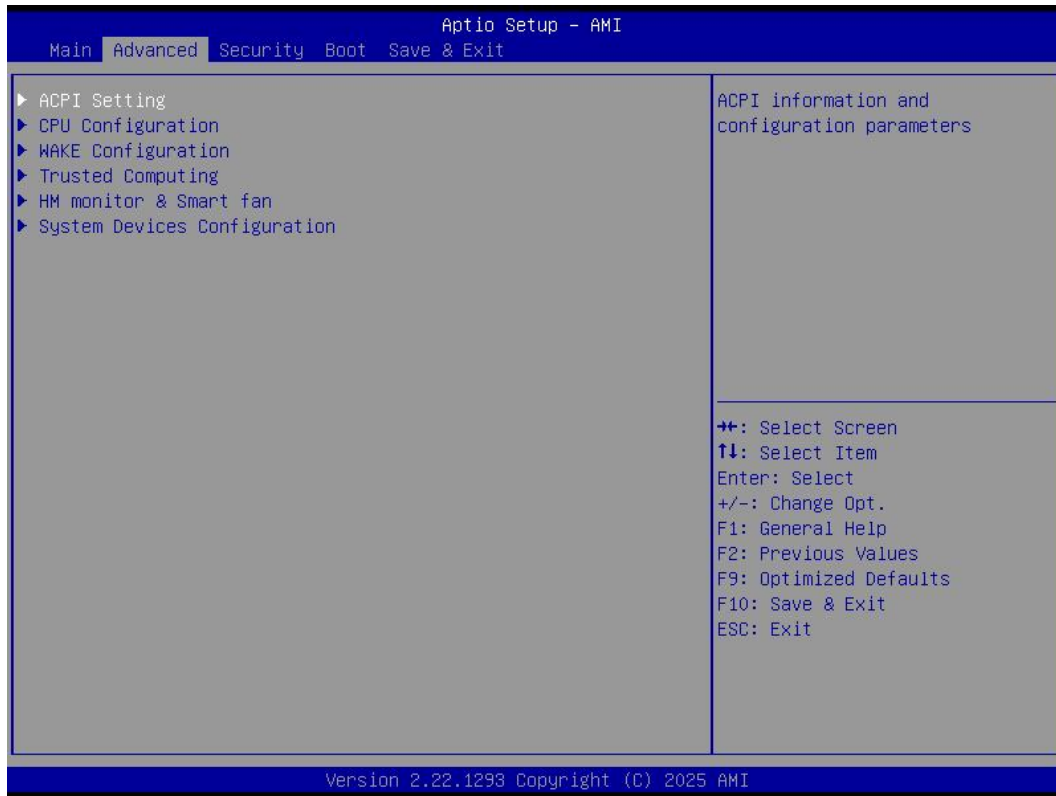 Aptio Setup – AMI
Main Advanced Security Boot Save & Exit
▶ ACPI Setting
▶ CPU Configuration
▶ WAKE Configuration
▶ Trusted Computing
▶ HM monitor & Smart fan
▶ System Devices Configuration
ACPI information and
configuration parameters
→←: Select Screen
↑↓: Select Item
Enter: Select
+/-: Change Opt.
F1: General Help
F2: Previous Values
F9: Optimized Defaults
F10: Save & Exit
ESC: Exit
Version 2.22.1293 Copyright (C) 2025 AMI